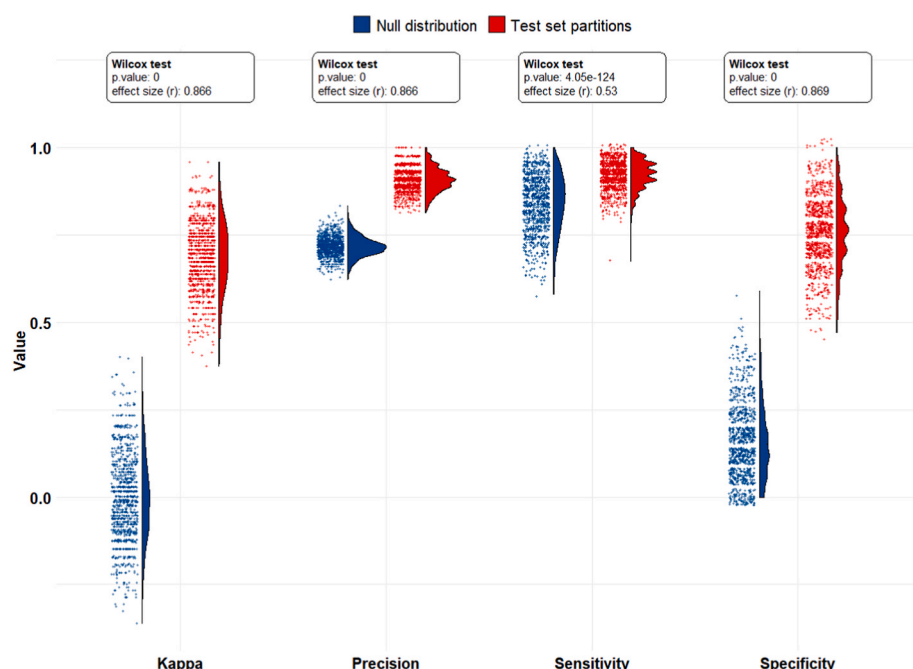 Null distribution Test set partitions
Wilcox test
p.value: 0
effect size (r): 0.866
Wilcox test
p.value: 0
effect size (r): 0.866
Wilcox test
p.value: 4.05e-124
effect size (r): 0.53
Wilcox test
p.value: 0
effect size (r): 0.869
Value
1.0
0.5
0.0
Kappa Precision Sensitivity Specificity